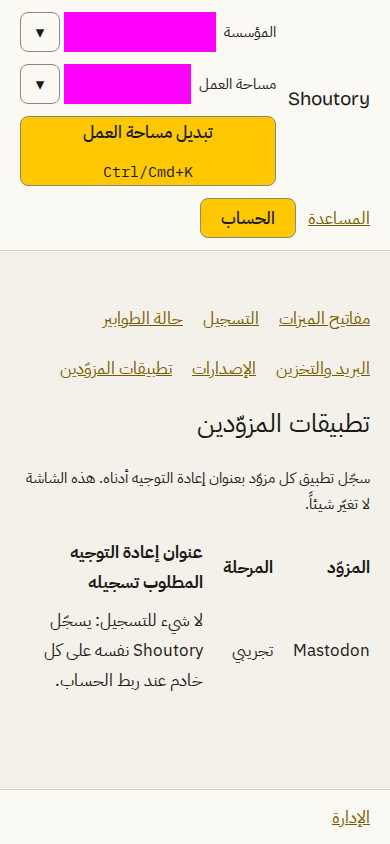 Shoutory
المؤسسة
▼
مساحة العمل
▼
تبديل مساحة العمل
Ctrl/Cmd+K
المساعدة
الحساب
مفاتيح الميزات
التسجيل
حالة الطوابير
البريد والتخزين
الإصدارات
تطبيقات المزوّدين
تطبيقات المزوّدين
سجّل تطبيق كل مزوّد بعنوان إعادة التوجيه أدناه. هذه الشاشة
لا تغيّر شيئاً.
المزوّد
المرحلة
عنوان إعادة التوجيه
المطلوب تسجيله
Mastodon
تجريبي
لا شيء للتسجيل: يسجّل
Shoutory نفسه على كل
خادم عند ربط الحساب.
الإدارة